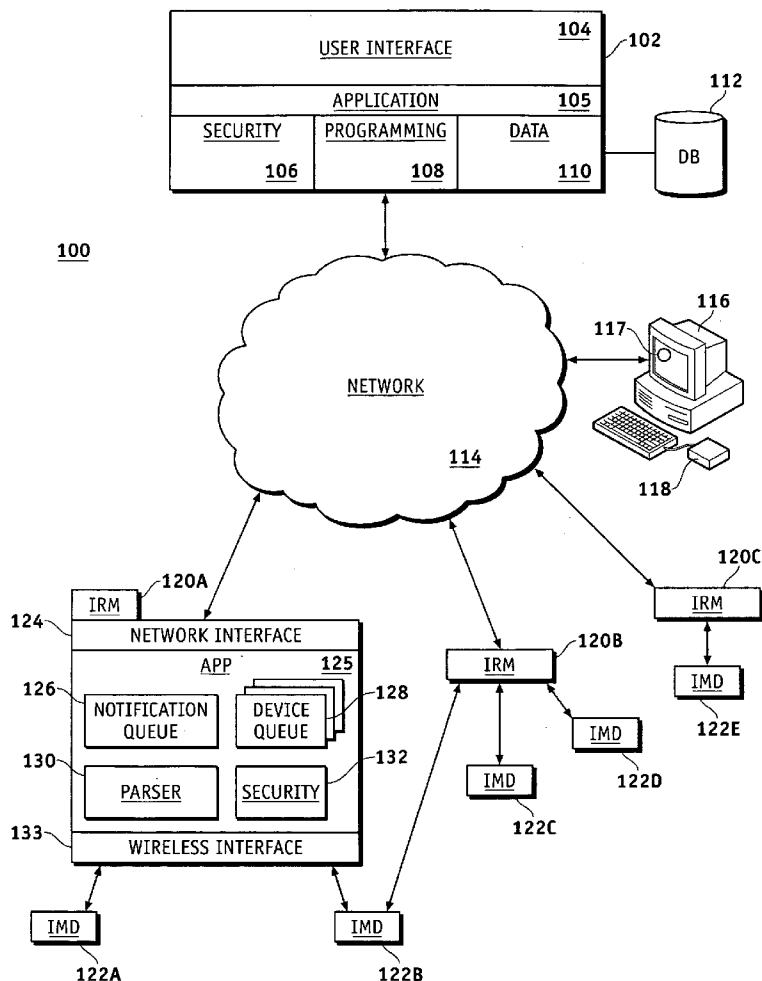 104
USER INTERFACE
102
APPLICATION 105
112
SECURITY PROGRAMMING DATA
DB
106 108 110
100
116
117
NETWORK
114
118
120A
120C
IRM
IRM
124
NETWORK INTERFACE
120B
APP 125
IRM
126
128
IMD
NOTIFICATION QUEUE
DEVICE QUEUE
122E
IMD
130
132
122D
PARSER
SECURITY
IMD
122C
133
WIRELESS INTERFACE
IMD
IMD
122A
122B